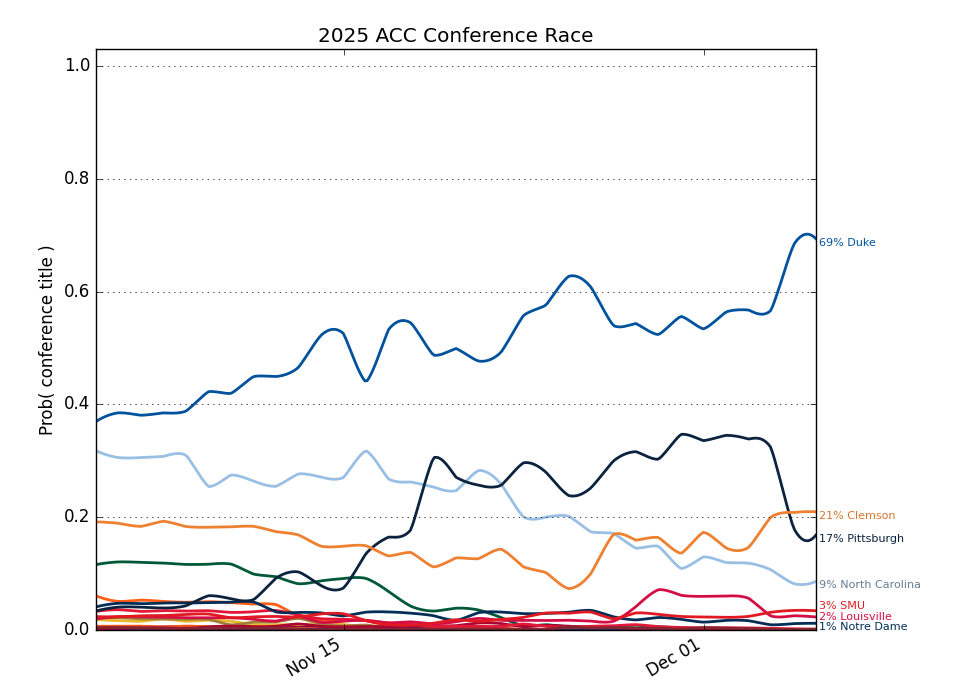 2025 ACC Conference Race
Prob( conference title )
1.0
0.8
0.6
0.4
0.2
0.0
Nov 15
Dec 01
69% Duke
21% Clemson
17% Pittsburgh
9% North Carolina
3% SMU
2% Louisville
1% Notre Dame